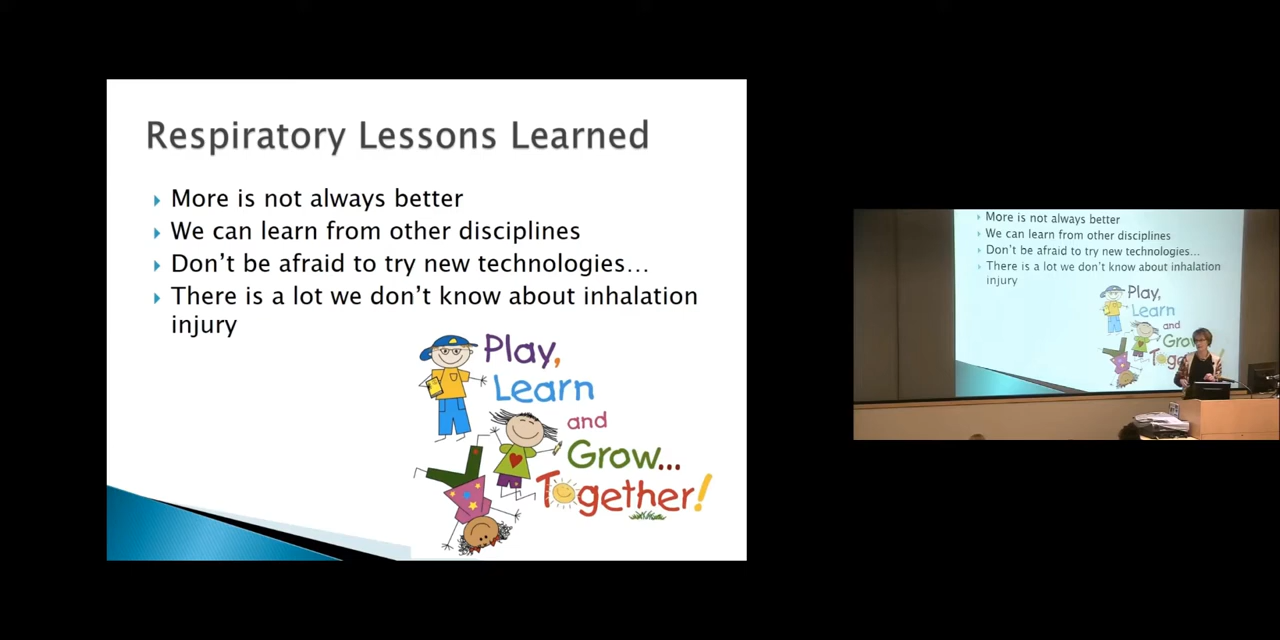 Respiratory Lessons Learned
More is not always better
We can learn from other disciplines
Don't be afraid to try new technologies…
There is a lot we don't know about inhalation
injury
Play,
Learn
and
Grow...
Together!
More is not always better
We can learn from other disciplines
Don't be afraid to try new technologies…
There is a lot we don't know about inhalation
injury
Play,
Learn
and